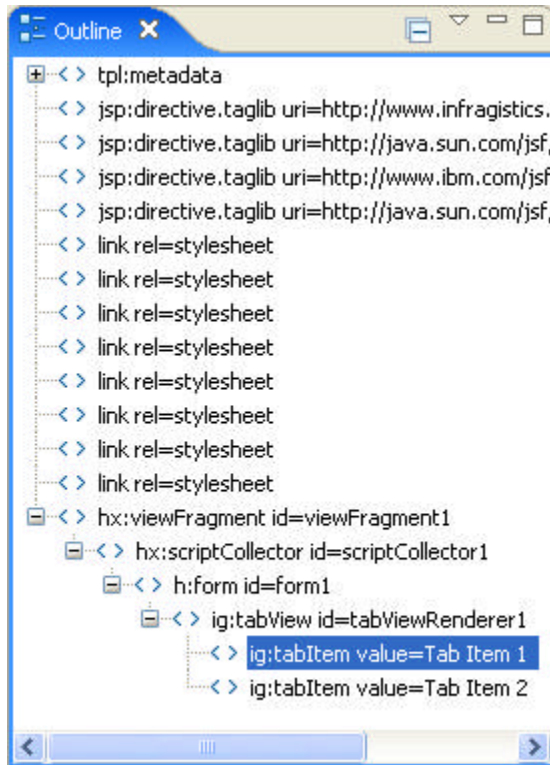 Outline
tpl:metadata
jsp:directive.taglib uri=http://www.infragistics.
jsp:directive.taglib uri=http://java.sun.com/jsf,
jsp:directive.taglib uri=http://www.ibm.com/jsf
jsp:directive.taglib uri=http://java.sun.com/jsf,
link rel=stylesheet
link rel=stylesheet
link rel=stylesheet
link rel=stylesheet
link rel=stylesheet
link rel=stylesheet
link rel=stylesheet
link rel=stylesheet
hx:viewFragment id=viewFragment1
hx:scriptCollector id=scriptCollector1
h:form id=form1
ig:tabView id=tabViewRenderer1
ig:tabItem value=Tab Item 1
ig:tabItem value=Tab Item 2